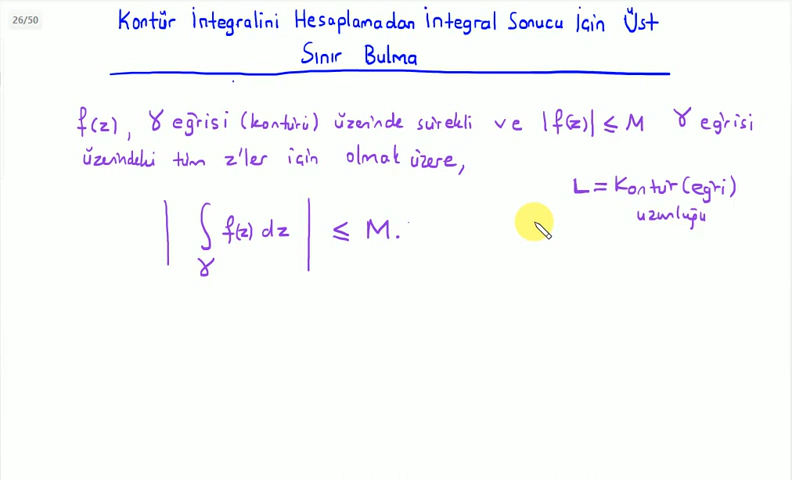 26/50
Kontür İntegralini Hesaplamadan İntegral Sonucu İçin Üst
Sınır Bulma
f(z), γ eğrisi (kontürü) üzerinde sürekli ve |f(z)| ≤ M γ eğrisi
üzerindeki tüm z'ler için olmak üzere,
L = Kontur (eğri)
uzunluğu
| ∫γ f(z) dz | ≤ M.